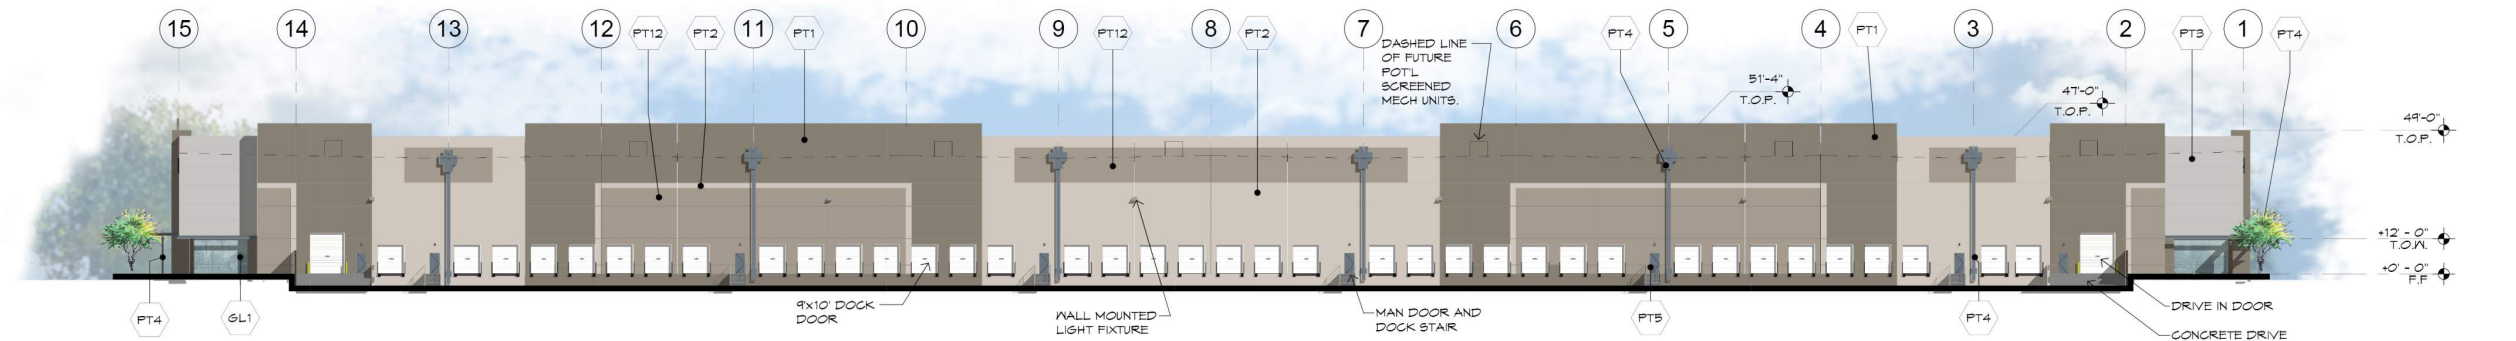 15
14
13
12
PT12
PT2
11
PT1
10
9
PT12
8
PT2
7
6
PT4
5
4
PT1
3
2
PT3
1
PT4
DASHED LINE
OF FUTURE
POT'L
SCREENED
MECH UNITS.
51'-4"
T.O.P.
47'-0"
T.O.P.
49'-0"
T.O.P.
+12' - 0"
T.O.W.
+0' - 0"
F.F
PT4
GL1
9'x10' DOCK
DOOR
WALL MOUNTED
LIGHT FIXTURE
MAN DOOR AND
DOCK STAIR
PT5
PT4
DRIVE IN DOOR
CONCRETE DRIVE